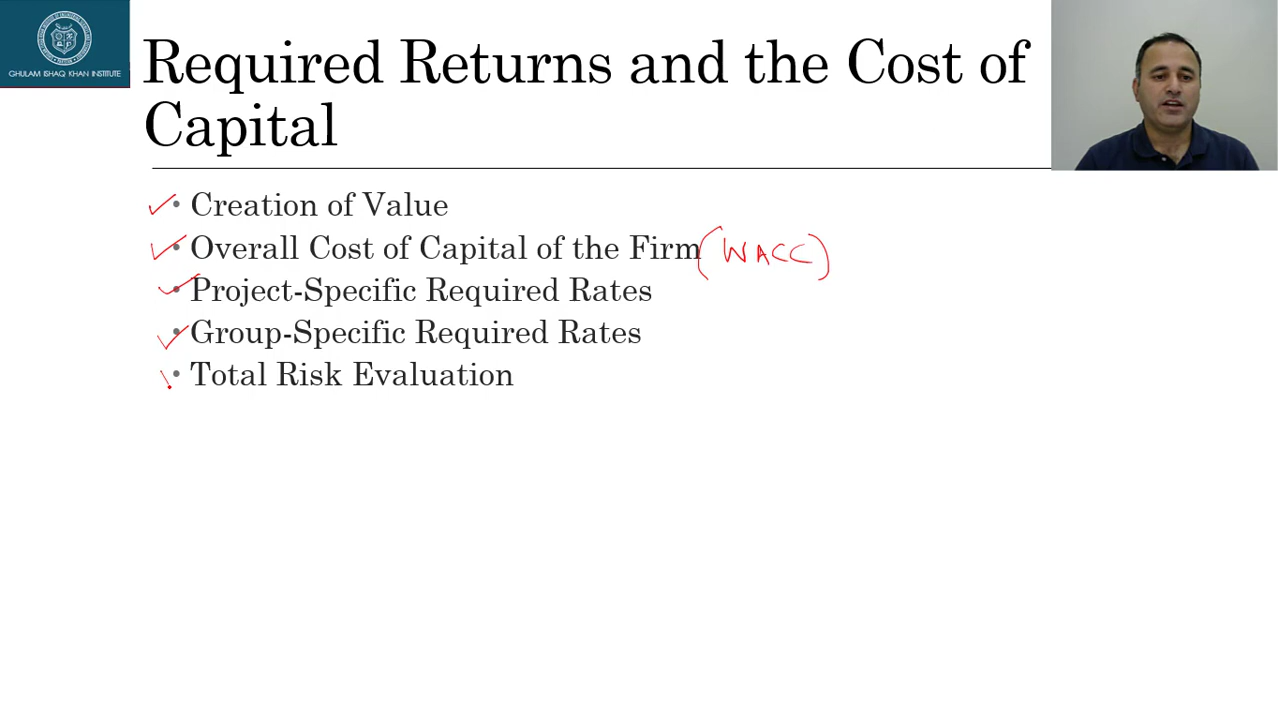 GHULAM ISHAQ KHAN INSTITUTE
Required Returns and the Cost of
Capital
• Creation of Value
• Overall Cost of Capital of the Firm (WACC)
• Project-Specific Required Rates
• Group-Specific Required Rates
• Total Risk Evaluation